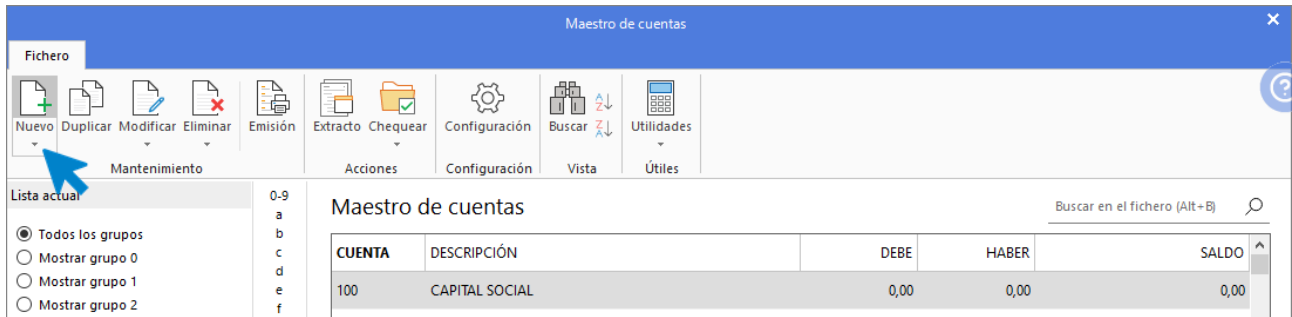 Maestro de cuentas
Fichero
Nuevo Duplicar Modificar Eliminar Emisión Extracto Chequear Configuración Buscar Utilidades
Mantenimiento Acciones Configuración Vista Útiles
Lista actual
Todos los grupos
Mostrar grupo 0
Mostrar grupo 1
Mostrar grupo 2
0-9
a
b
c
d
e
f
Maestro de cuentas
Buscar en el fichero (Alt+B)
CUENTA DESCRIPCIÓN DEBE HABER SALDO
100 CAPITAL SOCIAL 0,00 0,00 0,00